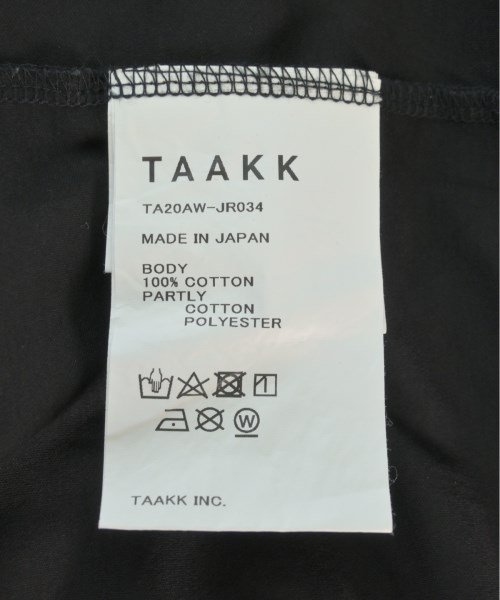 TAAKK
TA20AW-JR034
MADE IN JAPAN
BODY
100% COTTON
PARTLY
COTTON
POLYESTER
W
TAAKK INC.